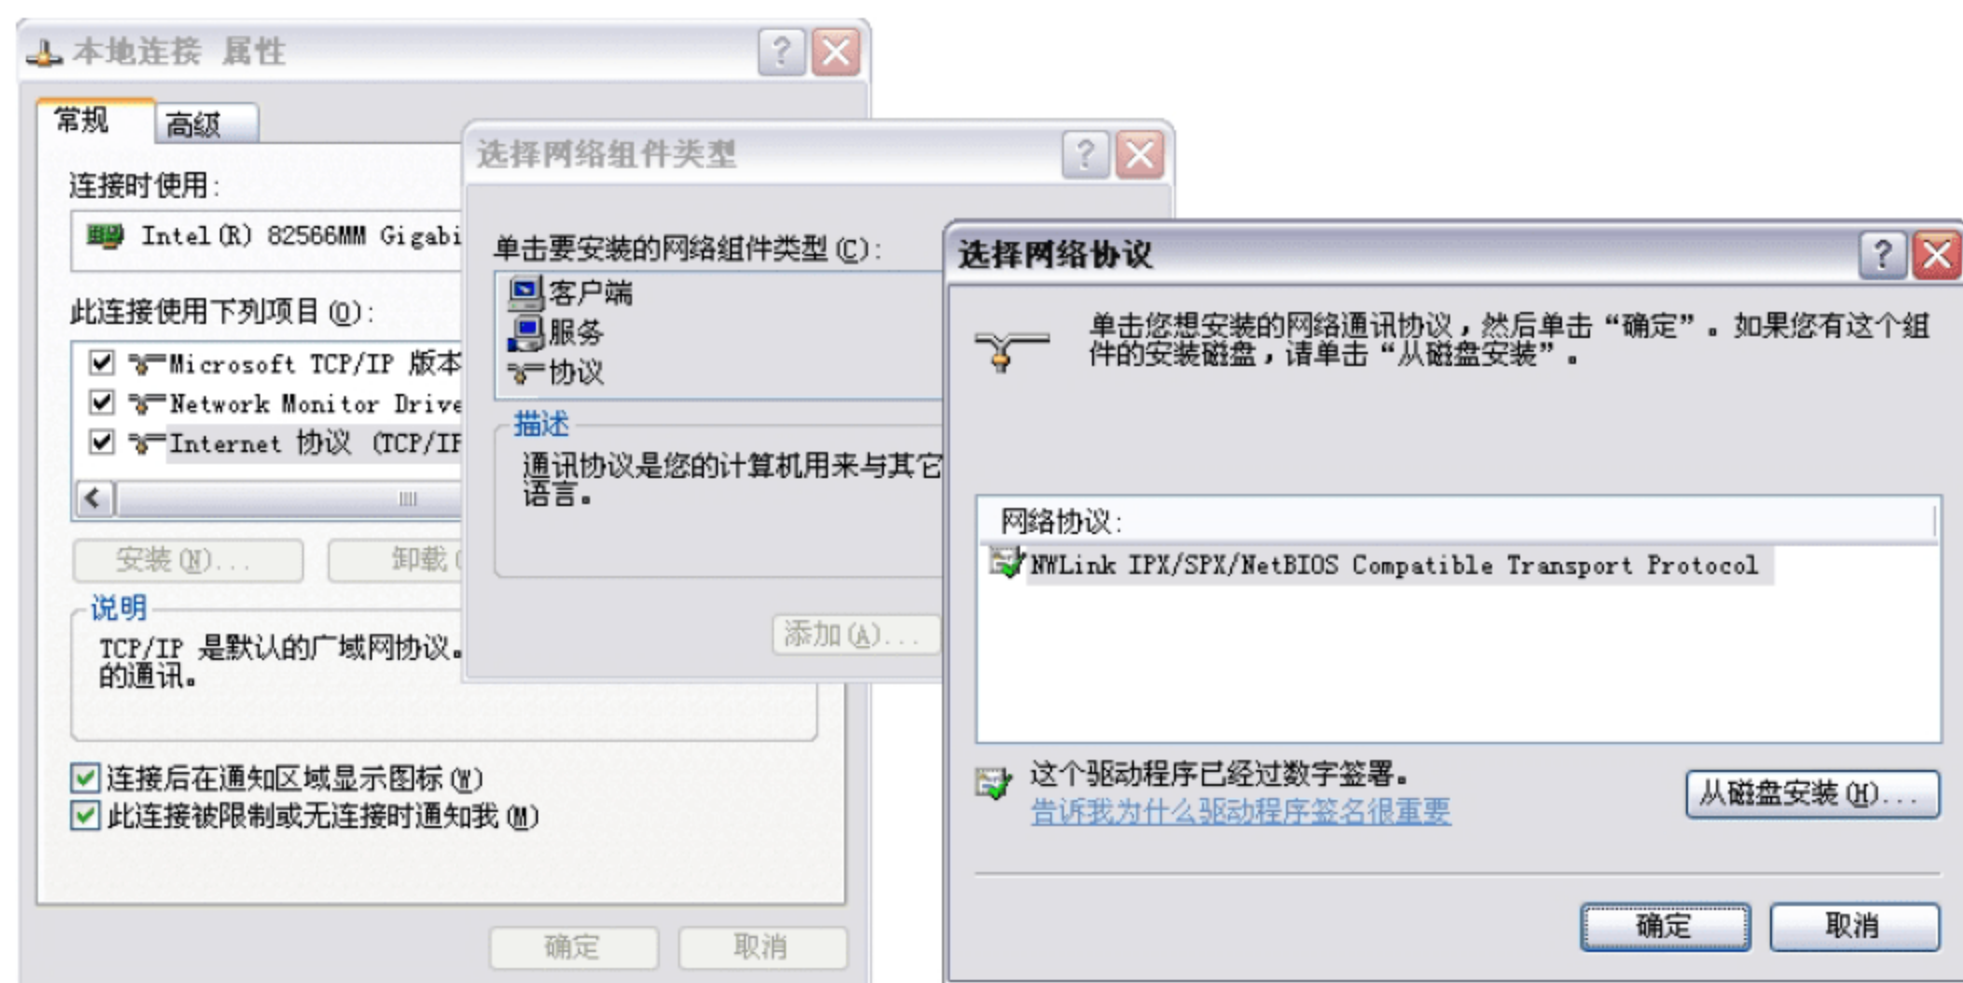 本地连接 属性
常规
高级
连接时使用:
Intel(R) 82566MM Gigabi
此连接使用下列项目(O):
Microsoft TCP/IP 版本
Network Monitor Drive
Internet 协议 (TCP/IP
安装(N)...
卸载(
说明
TCP/IP 是默认的广域网协议。
的通讯。
连接后在通知区域显示图标(W)
此连接被限制或无连接时通知我(M)
确定
取消
选择网络组件类型
单击要安装的网络组件类型(C):
客户端
服务
协议
描述
通讯协议是您的计算机用来与其它
语言。
添加(A)...
选择网络协议
单击您想安装的网络通讯协议,然后单击“确定”。如果您有这个组
件的安装磁盘,请单击“从磁盘安装”。
网络协议:
NWLink IPX/SPX/NetBIOS Compatible Transport Protocol
这个驱动程序已经过数字签署。
告诉我为什么驱动程序签名很重要
从磁盘安装(H)...
确定
取消